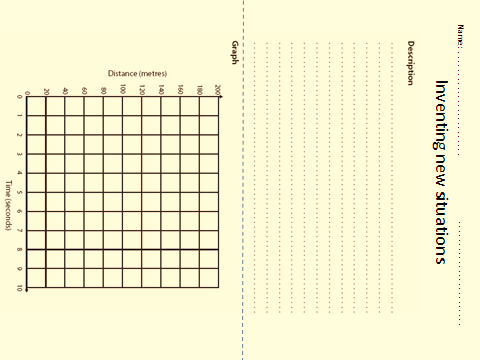 Name:
Inventing new situations
Description
Graph
Distance (metres)
200
180
160
140
120
100
80
60
40
20
0
0 1 2 3 4 5 6 7 8 9 10
Time (seconds)